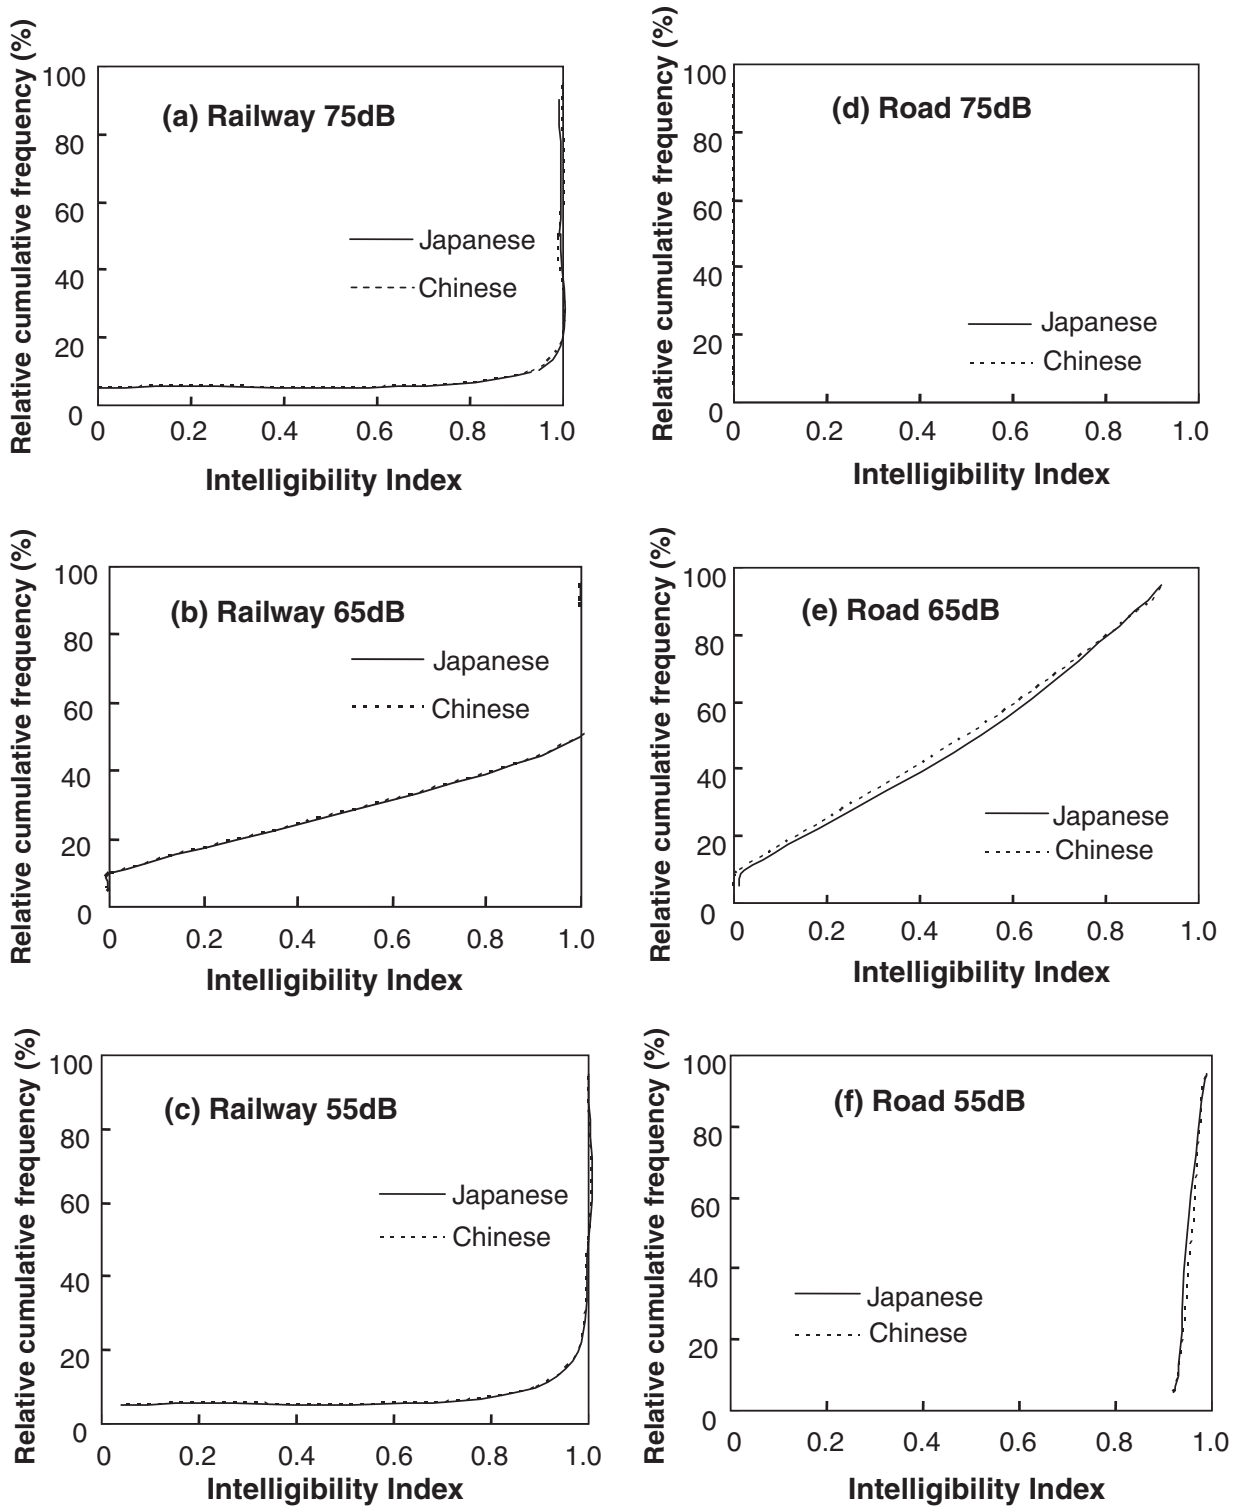 Relative cumulative frequency (%)
100
80
60
40
20
0
(a) Railway 75dB
Japanese
Chinese
0 0.2 0.4 0.6 0.8 1.0
Intelligibility Index
Relative cumulative frequency (%)
100
80
60
40
20
0
(d) Road 75dB
Japanese
Chinese
0 0.2 0.4 0.6 0.8 1.0
Intelligibility Index
Relative cumulative frequency (%)
100
80
60
40
20
0
(b) Railway 65dB
Japanese
Chinese
0 0.2 0.4 0.6 0.8 1.0
Intelligibility Index
Relative cumulative frequency (%)
100
80
60
40
20
0
(e) Road 65dB
Japanese
Chinese
0 0.2 0.4 0.6 0.8 1.0
Intelligibility Index
Relative cumulative frequency (%)
100
80
60
40
20
0
(c) Railway 55dB
Japanese
Chinese
0 0.2 0.4 0.6 0.8 1.0
Intelligibility Index
Relative cumulative frequency (%)
100
80
60
40
20
0
(f) Road 55dB
Japanese
Chinese
0 0.2 0.4 0.6 0.8 1.0
Intelligibility Index